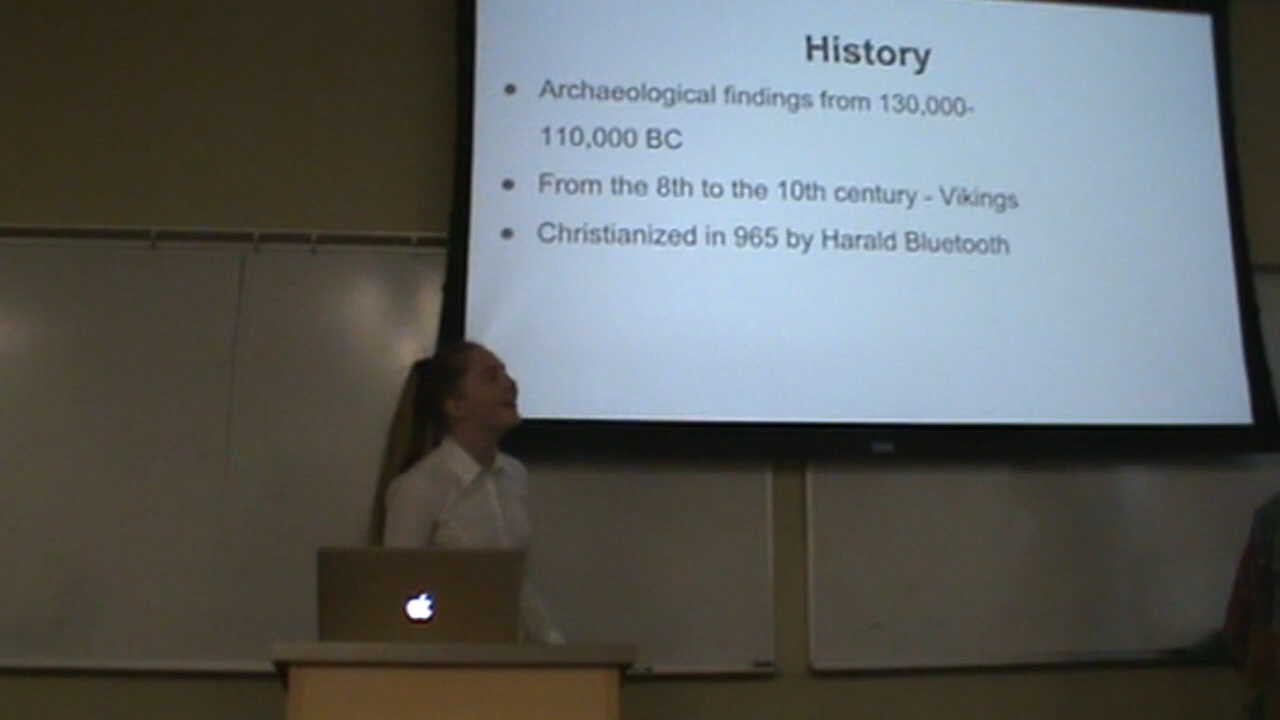 History
• Archaeological findings from 130,000-
110,000 BC
• From the 8th to the 10th century - Vikings
• Christianized in 965 by Harald Bluetooth